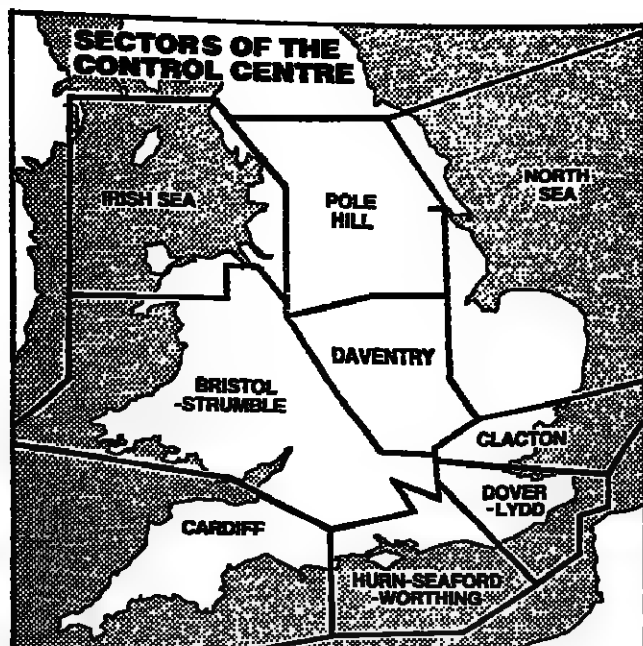 SECTORS OF THE
CONTROL CENTRE
IRISH SEA
POLE
HILL
NORTH
SEA
DAVENTRY
BRISTOL
-STRUMBLE
CLACTON
DOVER
-LYDD
CARDIFF
HURN-SEAFORD
-WORTHING